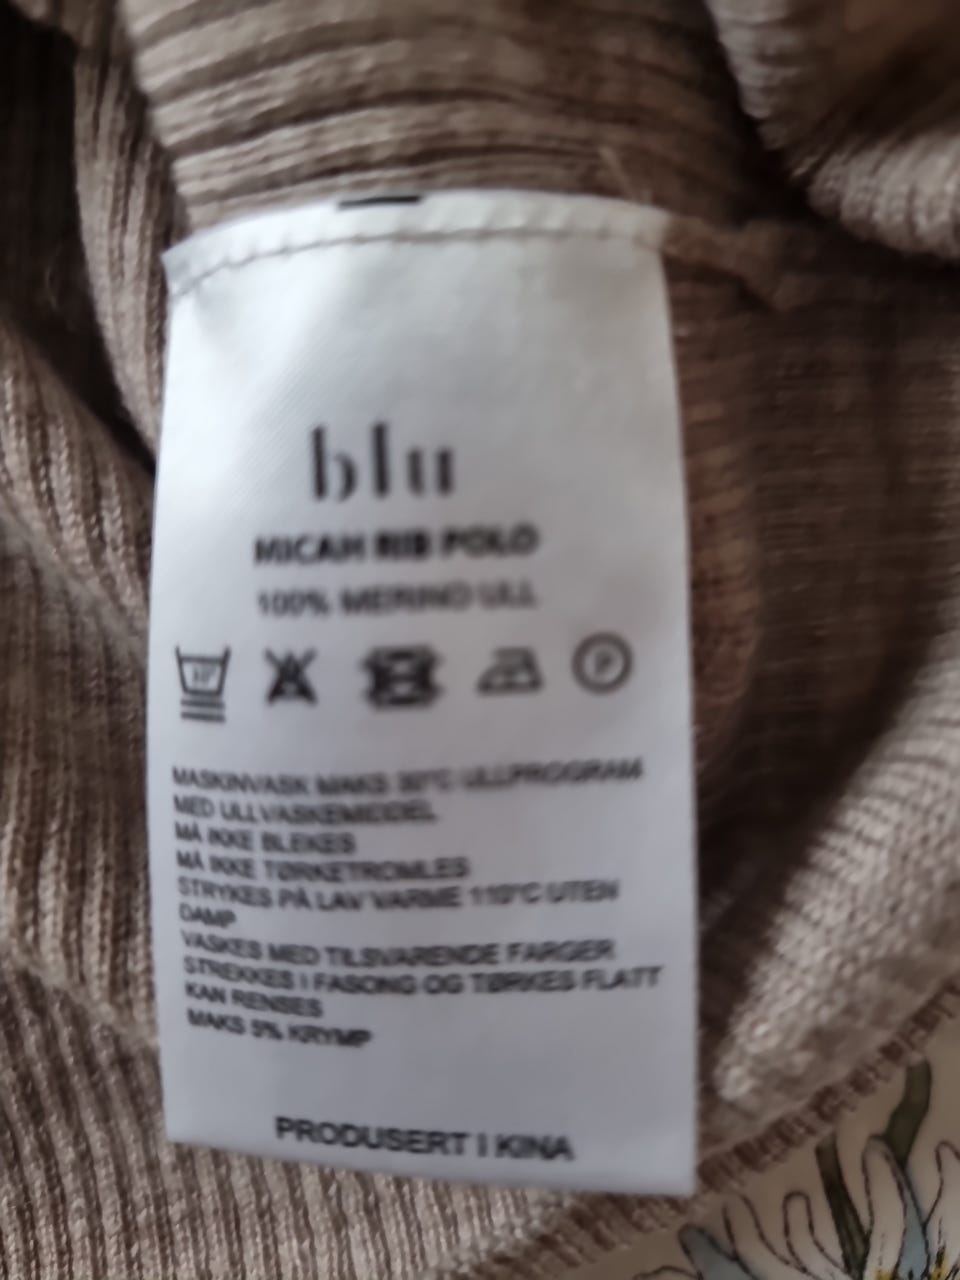 blu
MICAH RIB POLO
100% MERINO ULL
30°
P
MASKINVASK MAKS 30°C ULLPROGRAM
MED ULLVASKEMIDDEL
MÅ IKKE BLEKES
MÅ IKKE TØRKETROMLES
STRYKES PÅ LAV VARME 110°C UTEN
DAMP
VASKES MED TILSVARENDE FARGER
STREKKES I FASONG OG TØRKES FLATT
KAN RENSES
MAKS 5% KRYMP
PRODUSERT I KINA